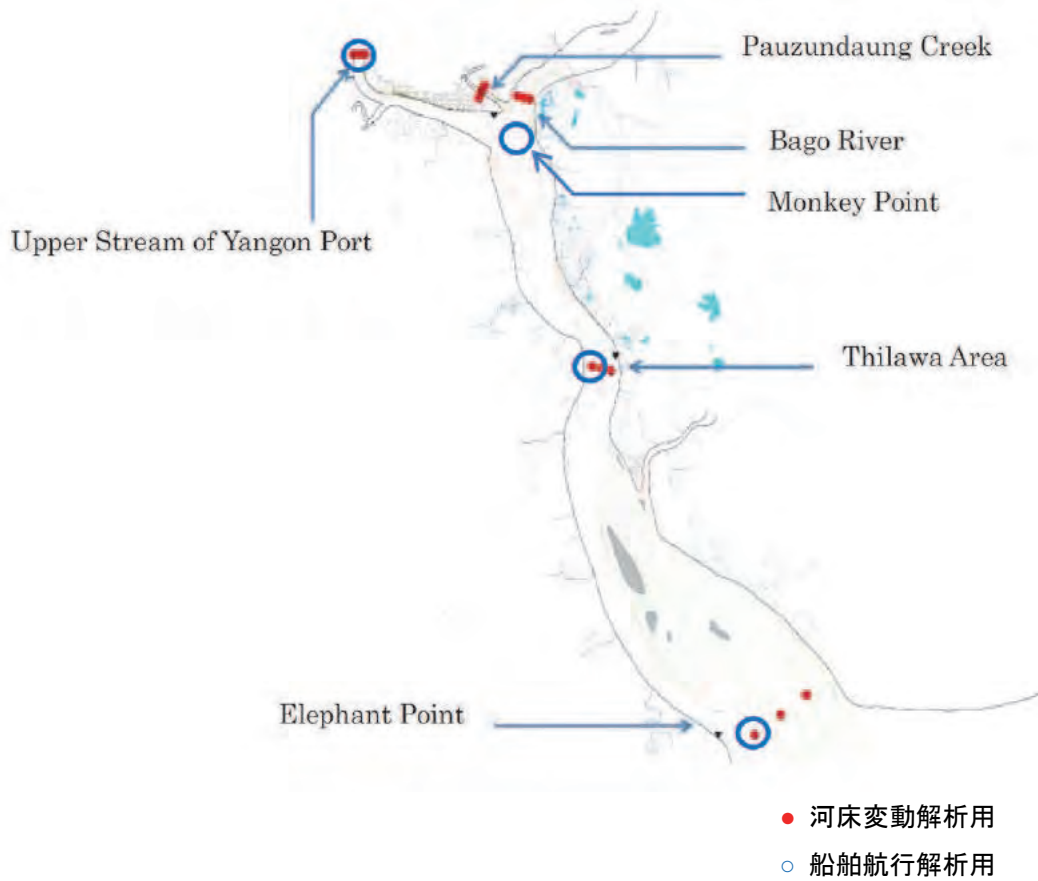 Pauzundaung Creek
Bago River
Monkey Point
Upper Stream of Yangon Port
Thilawa Area
Elephant Point
● 河床変動解析用
○ 船舶航行解析用